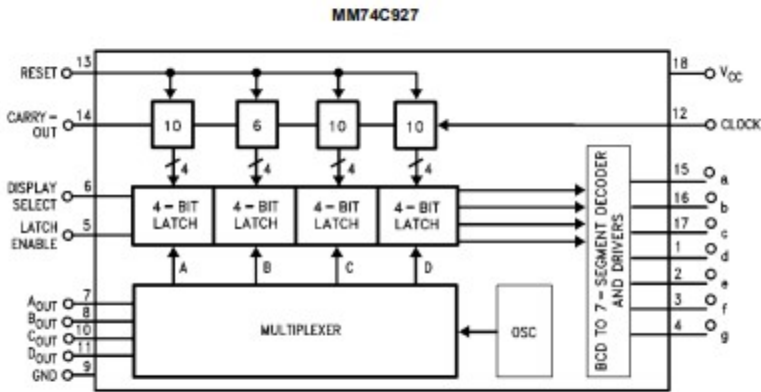 MM74C927
RESET 13
CARRY-OUT 14
DISPLAY SELECT 6
LATCH ENABLE 5
10
6
10
10
4
4
4
4
4-BIT LATCH
4-BIT LATCH
4-BIT LATCH
4-BIT LATCH
A
B
C
D
AOUT 7
BOUT 8
COUT 10
DOUT 11
GND 9
MULTIPLEXER
OSC
BCD TO 7-SEGMENT DECODER
AND DRIVERS
18 VCC
12 CLOCK
15 a
16 b
17 c
1 d
2 e
3 f
4 g